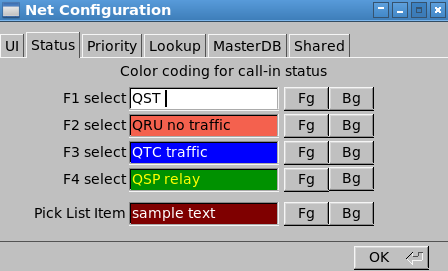 Net Configuration
UI Status Priority Lookup MasterDB Shared
Color coding for call-in status
F1 select QST Fg Bg
F2 select QRU no traffic Fg Bg
F3 select QTC traffic Fg Bg
F4 select QSP relay Fg Bg
Pick List Item sample text Fg Bg
OK